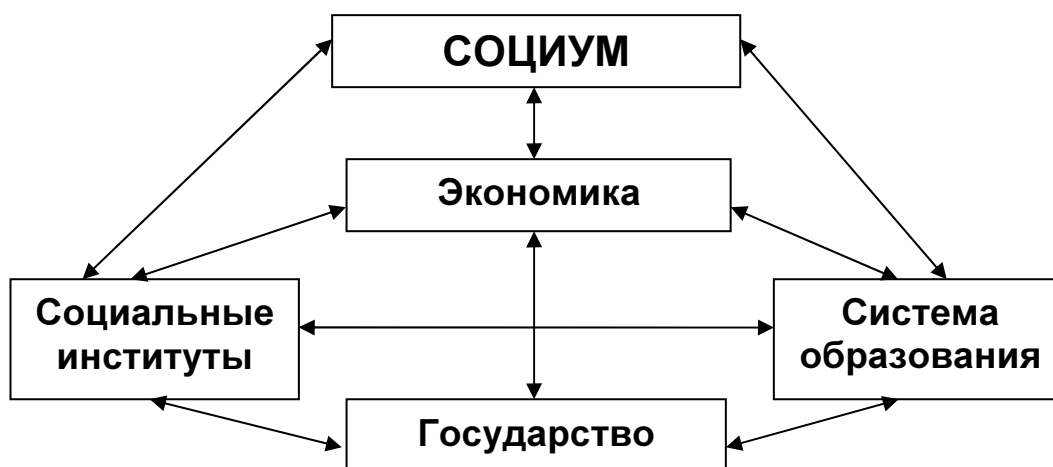 СОЦИУМ
Экономика
Социальные
институты
Система
образования
Государство